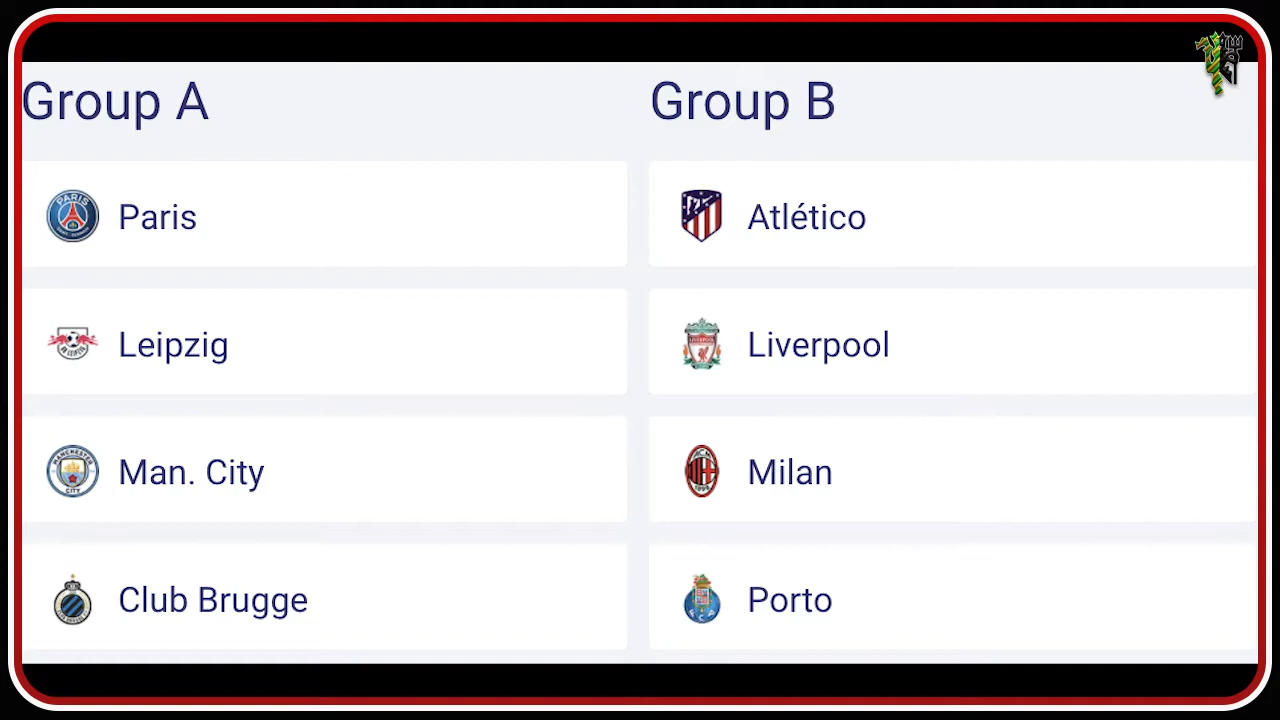 Group A
Paris
Leipzig
Man. City
Club Brugge
Group B
Atlético
Liverpool
Milan
Porto